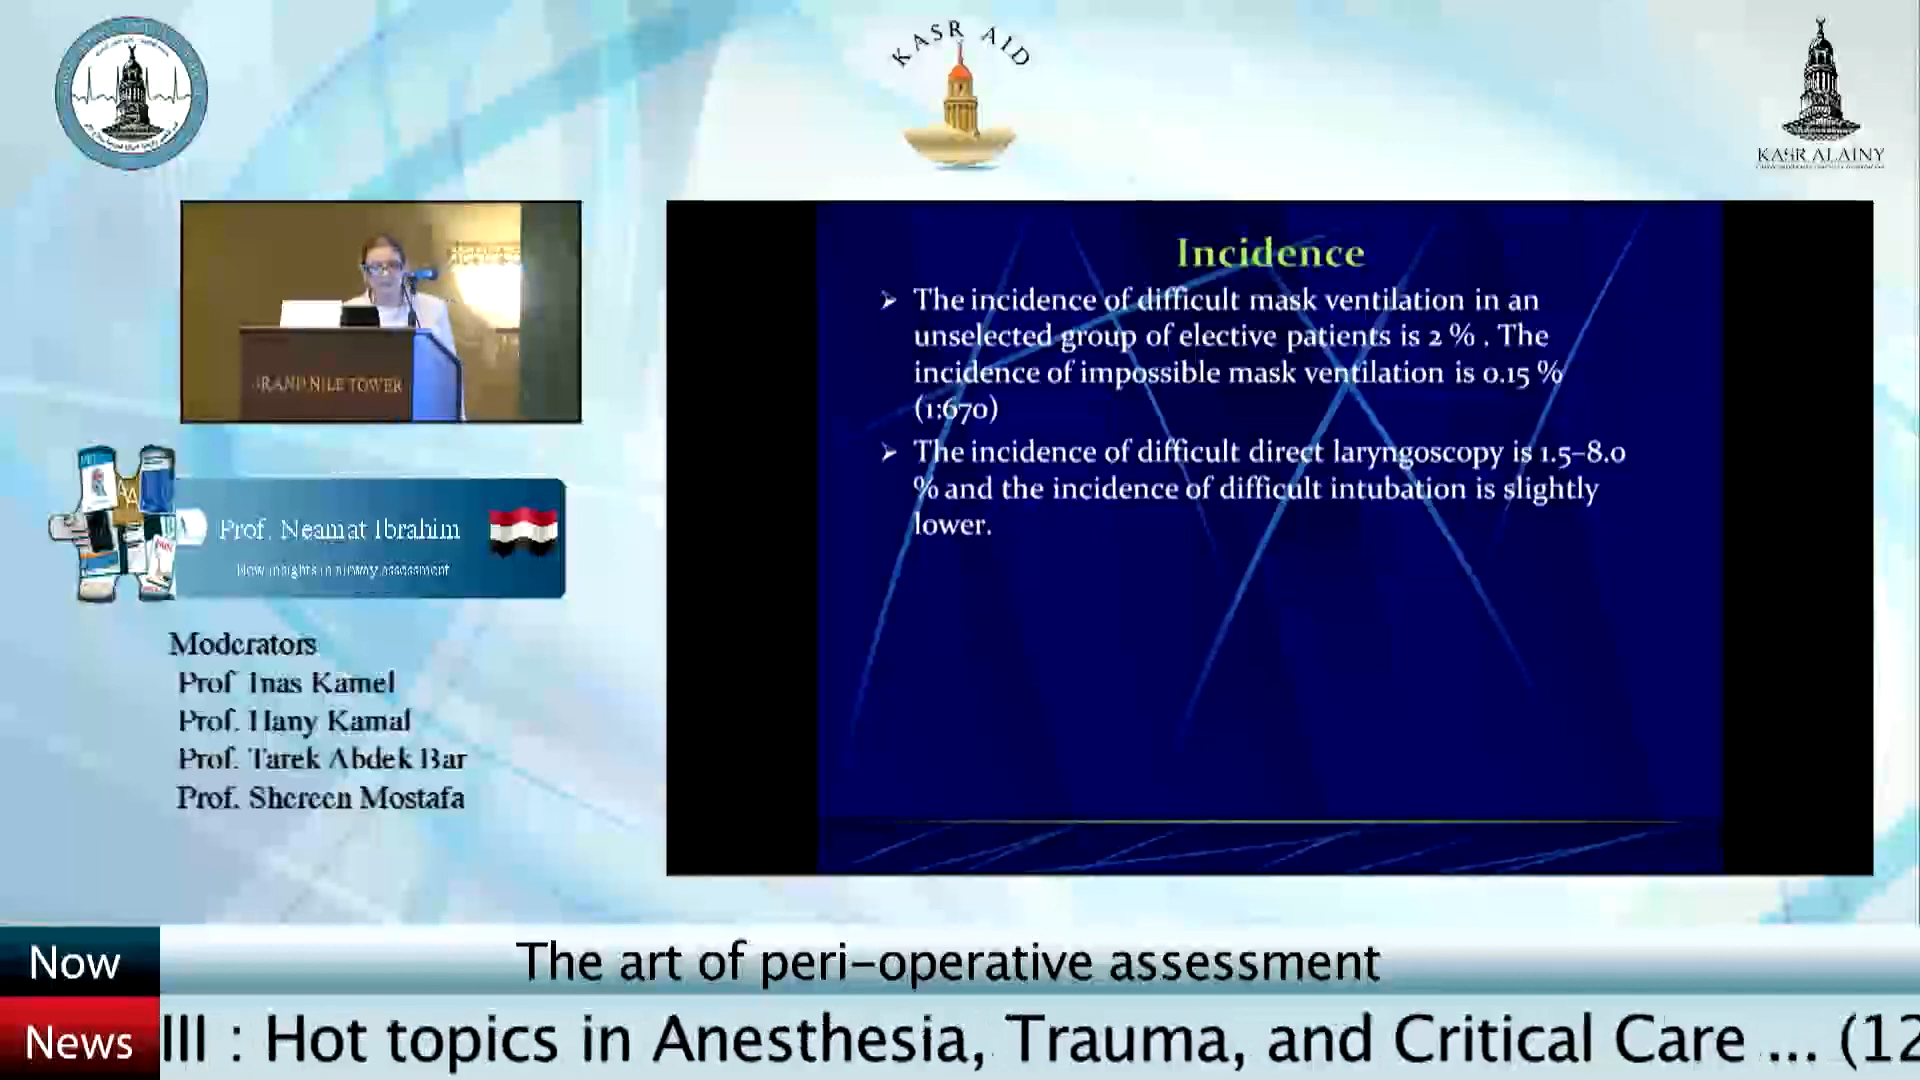 KASR AID
KASR ALAINY
Incidence
➢ The incidence of difficult mask ventilation in an
unselected group of elective patients is 2 % . The
incidence of impossible mask ventilation is 0.15 %
(1:670)
➢ The incidence of difficult direct laryngoscopy is 1.5–8.0
% and the incidence of difficult intubation is slightly
lower.
GRAND NILE TOWER
Prof. Neamat Ibrahim
New insights in airway assessment
Moderators
Prof Inas Kamel
Prof. Hany Kamal
Prof. Tarek Abdek Bar
Prof. Shereen Mostafa
Now
The art of peri-operative assessment
News
III : Hot topics in Anesthesia, Trauma, and Critical Care ... (12